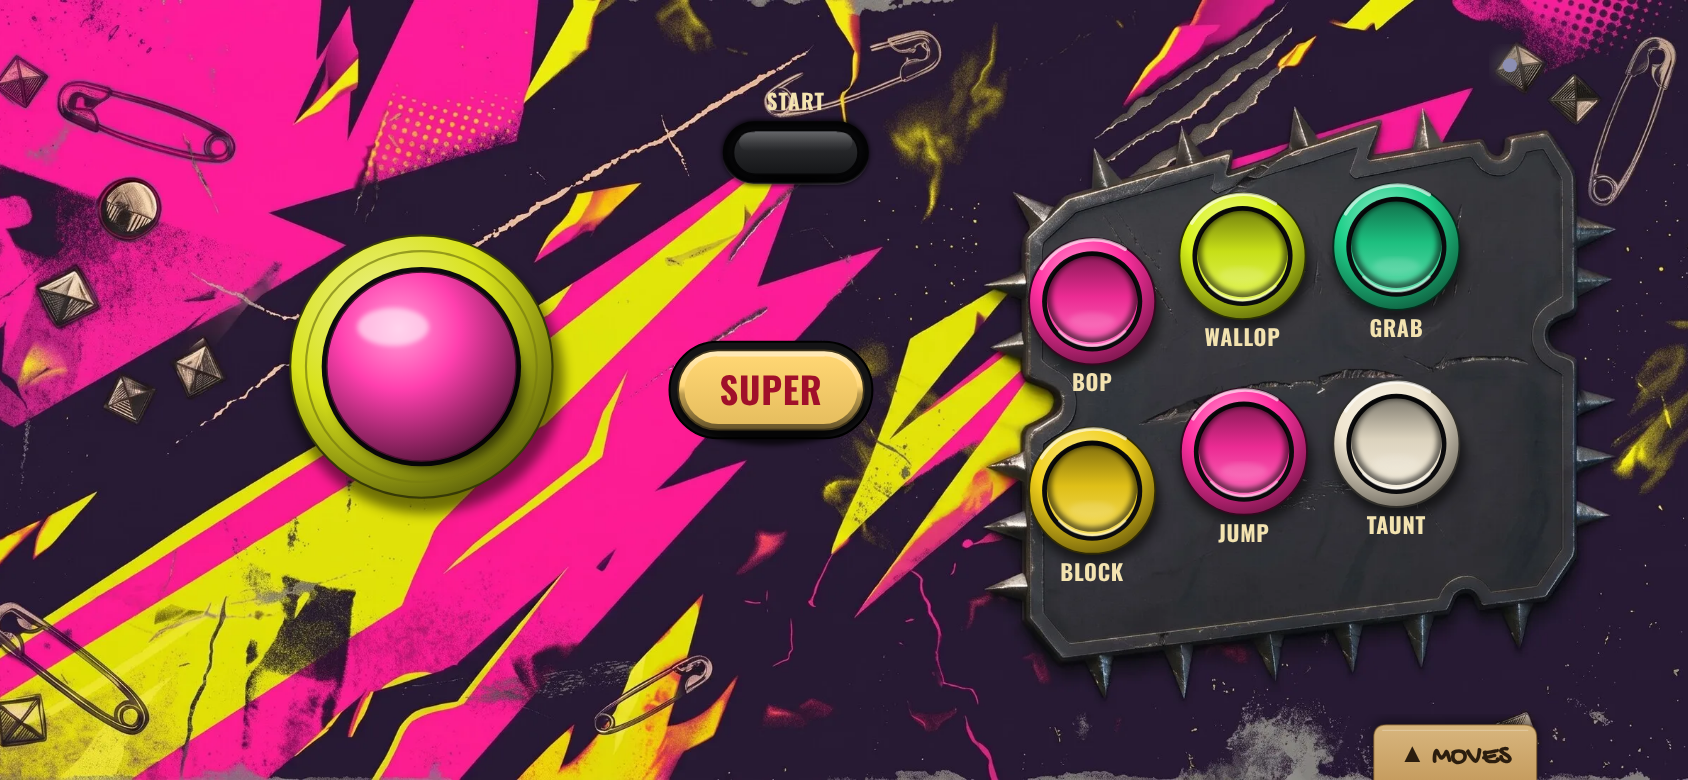 START
SUPER
BOP
WALLOP
GRAB
BLOCK
JUMP
TAUNT
▲ MOVES